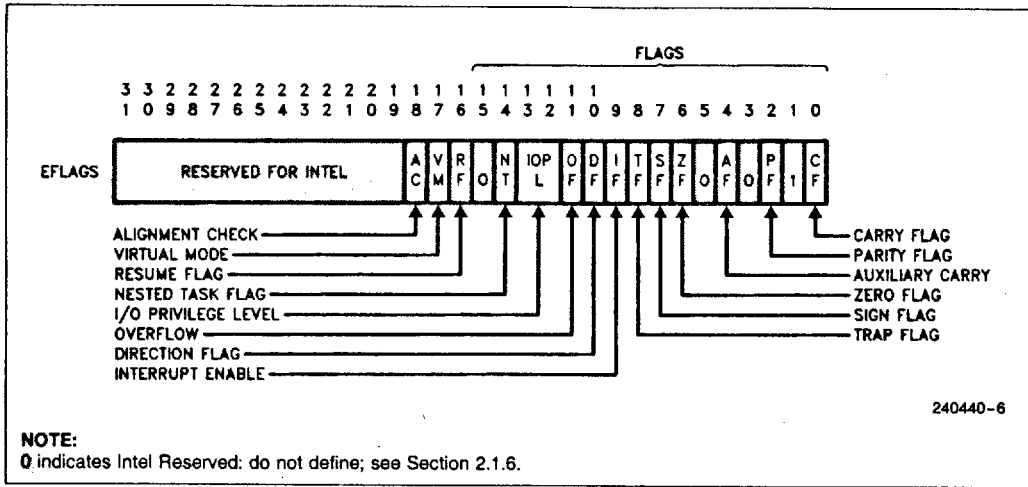 FLAGS
3 3 2 2 2 2 2 2 2 2 2 2 1 1 1 1 1 1 1 1 1 1
1 0 9 8 7 6 5 4 3 2 1 0 9 8 7 6 5 4 3 2 1 0 9 8 7 6 5 4 3 2 1 0
EFLAGS
RESERVED FOR INTEL
A V R N IOP O D I T S Z A P C
C M F 0 T L F F F F F F 0 F 0 F 1 F
ALIGNMENT CHECK CARRY FLAG
VIRTUAL MODE PARITY FLAG
RESUME FLAG AUXILIARY CARRY
NESTED TASK FLAG ZERO FLAG
I/O PRIVILEGE LEVEL SIGN FLAG
OVERFLOW TRAP FLAG
DIRECTION FLAG
INTERRUPT ENABLE
240440-6
NOTE:
0 indicates Intel Reserved: do not define; see Section 2.1.6.